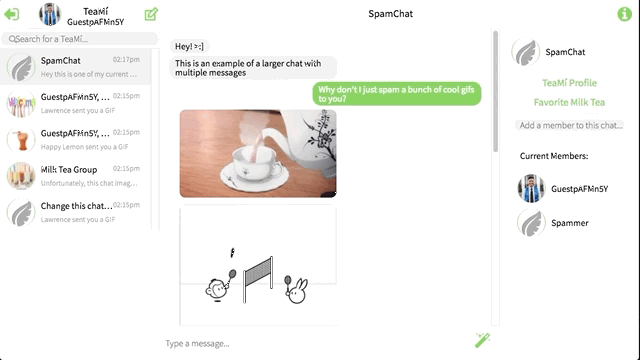 TeaMí
GuestpAFMn5Y
Search for a TeaMí...
SpamChat
02:17pm
Hey this is one of my current ...
GuestpAFMn5Y, ...
02:15pm
Lawrence sent you a GIF
GuestpAFMn5Y, ...
02:15pm
Happy Lemon sent you a GIF
Milk Tea Group
02:15pm
Unfortunately, this chat imag...
Change this chat...
02:15pm
Lawrence sent you a GIF
SpamChat
Hey! >:]
This is an example of a larger chat with
multiple messages
Why don't I just spam a bunch of cool gifs
to you?
Type a message...
SpamChat
TeaMí Profile
Favorite Milk Tea
Add a member to this chat...
Current Members:
GuestpAFMn5Y
Spammer